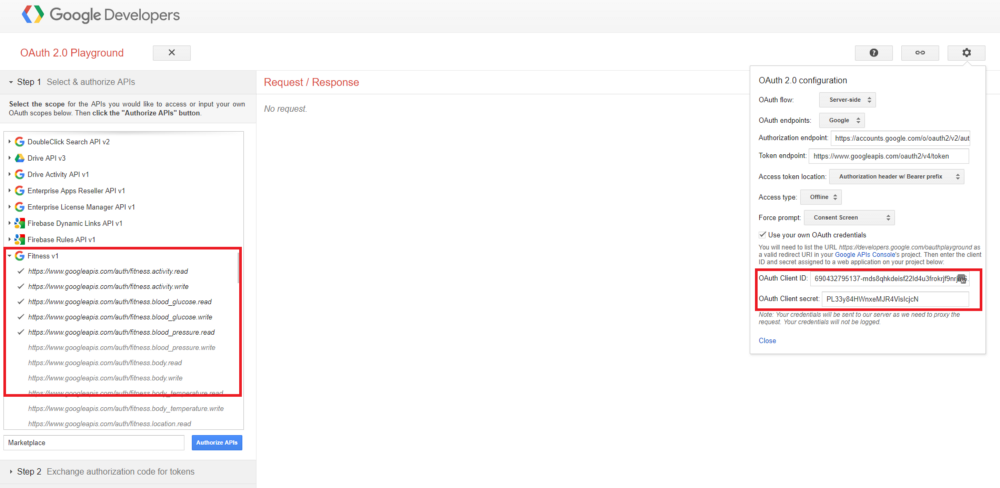 Google Developers
OAuth 2.0 Playground
Step 1 Select & authorize APIs
Select the scope for the APIs you would like to access or input your own
OAuth scopes below. Then click the "Authorize APIs" button.
DoubleClick Search API v2
Drive API v3
Drive Activity API v1
Enterprise Apps Reseller API v1
Enterprise License Manager API v1
Firebase Dynamic Links API v1
Firebase Rules API v1
Fitness v1
https://www.googleapis.com/auth/fitness.activity.read
https://www.googleapis.com/auth/fitness.activity.write
https://www.googleapis.com/auth/fitness.blood_glucose.read
https://www.googleapis.com/auth/fitness.blood_glucose.write
https://www.googleapis.com/auth/fitness.blood_pressure.read
https://www.googleapis.com/auth/fitness.blood_pressure.write
https://www.googleapis.com/auth/fitness.body.read
https://www.googleapis.com/auth/fitness.body.write
https://www.googleapis.com/auth/fitness.body_temperature.read
https://www.googleapis.com/auth/fitness.body_temperature.write
https://www.googleapis.com/auth/fitness.location.read
Marketplace
Authorize APIs
Step 2 Exchange authorization code for tokens
Request / Response
No request.
OAuth 2.0 configuration
OAuth flow: Server-side
OAuth endpoints: Google
Authorization endpoint: https://accounts.google.com/o/oauth2/v2/aut
Token endpoint: https://www.googleapis.com/oauth2/v4/token
Access token location: Authorization header w/ Bearer prefix
Access type: Offline
Force prompt: Consent Screen
Use your own OAuth credentials
You will need to list the URL https://developers.google.com/oauthplayground as
a valid redirect URI in your Google APIs Console's project. Then enter the client
ID and secret assigned to a web application on your project below:
OAuth Client ID:
OAuth Client secret:
Note: Your credentials will be sent to our server as we need to proxy the
request. Your credentials will not be logged.
Close